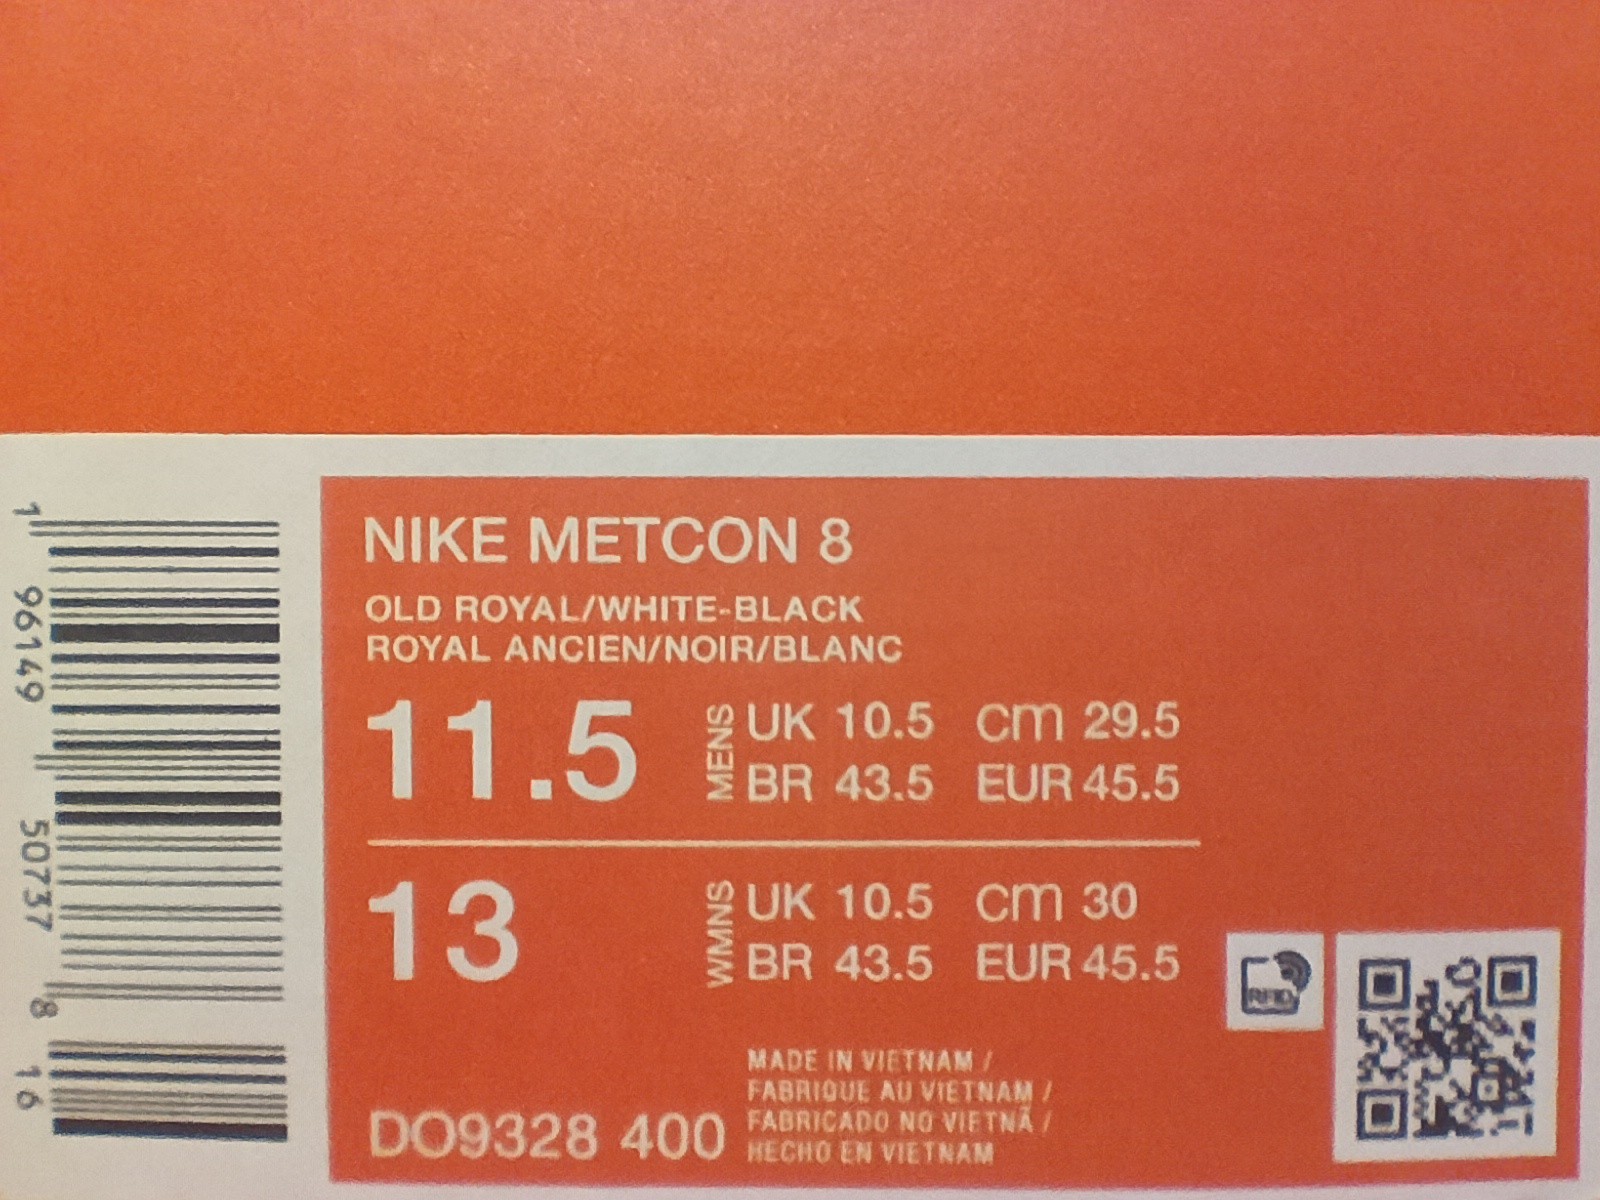 NIKE METCON 8
OLD ROYAL/WHITE-BLACK
ROYAL ANCIEN/NOIR/BLANC
11.5 MENS UK 10.5 cm 29.5
BR 43.5 EUR 45.5
13 WMNS UK 10.5 cm 30
BR 43.5 EUR 45.5
RFID
MADE IN VIETNAM /
FABRIQUE AU VIETNAM /
FABRICADO NO VIETNÃ /
HECHO EN VIETNAM
DO9328 400
1 96149 50737 8 16